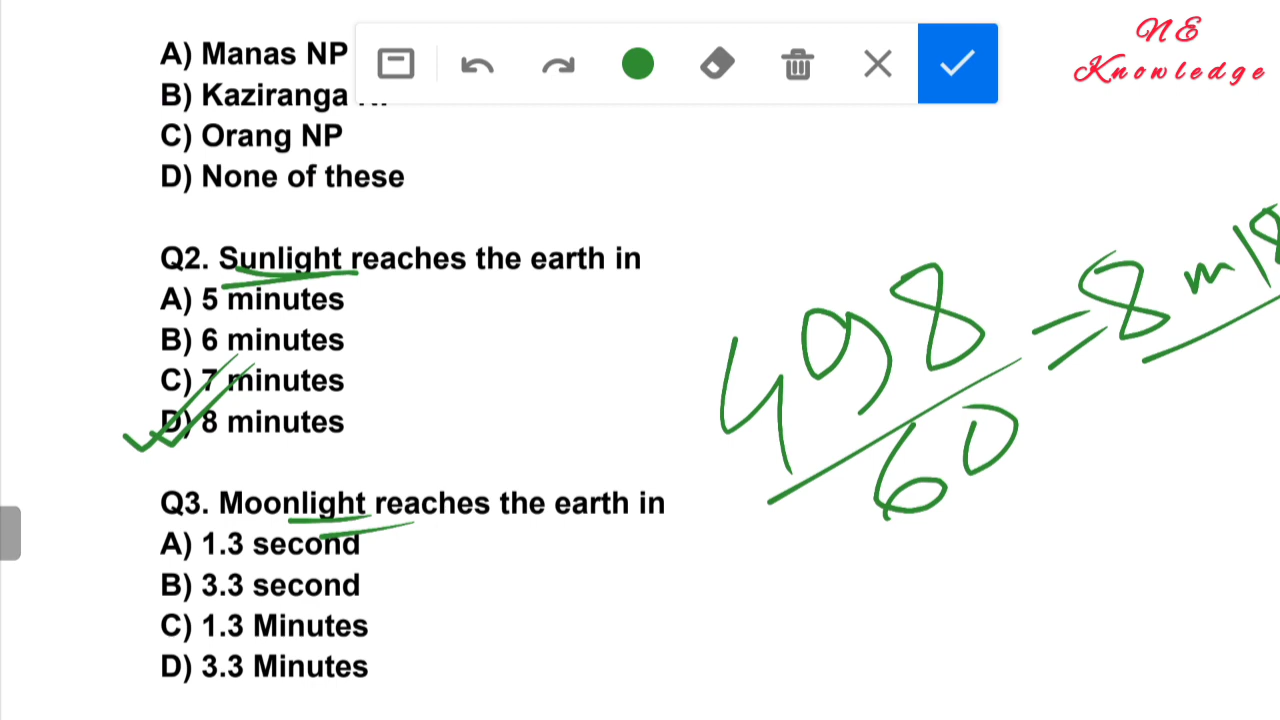 A) Manas NP
B) Kaziranga
C) Orang NP
D) None of these
NE
Knowledge
Q2. Sunlight reaches the earth in
A) 5 minutes
B) 6 minutes
C) 7 minutes
D) 8 minutes
498
60
= 8 m
Q3. Moonlight reaches the earth in
A) 1.3 second
B) 3.3 second
C) 1.3 Minutes
D) 3.3 Minutes